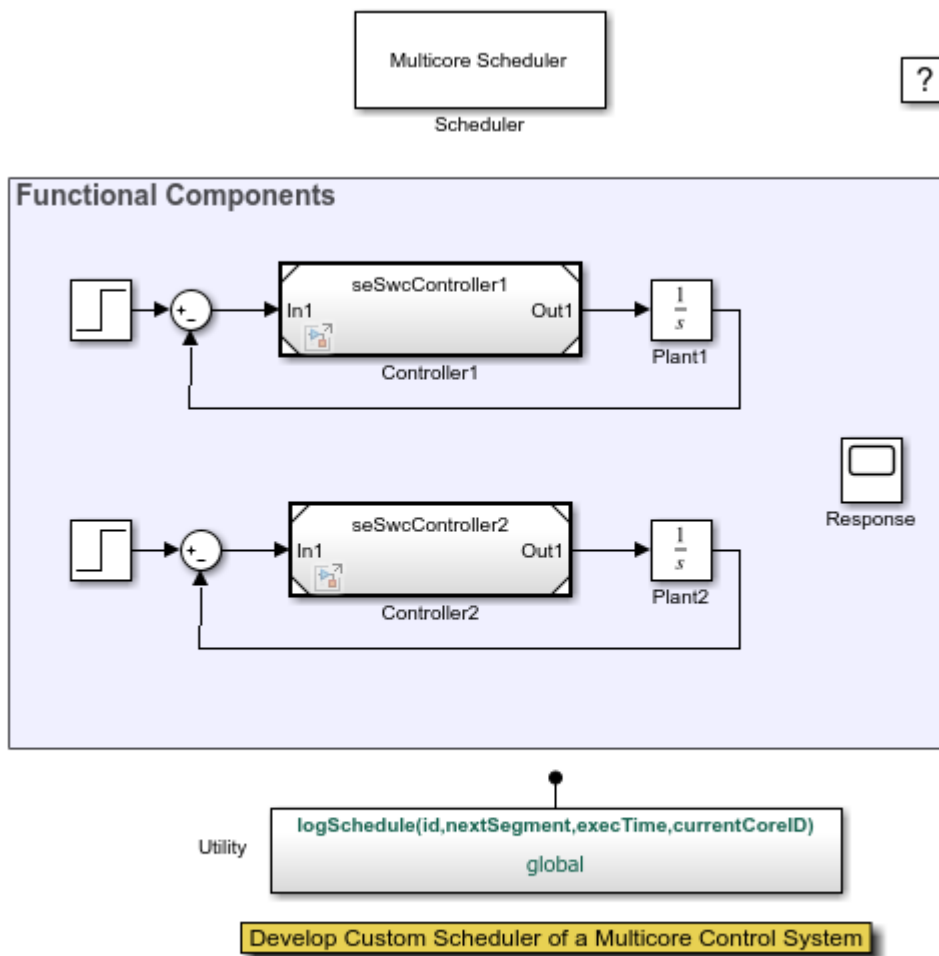 Multicore Scheduler
?
Scheduler
Functional Components
seSwcController1
In1
Out1
1
s
Controller1
Plant1
+
−
Response
seSwcController2
In1
Out1
1
s
Controller2
Plant2
+
−
logSchedule(id,nextSegment,execTime,currentCoreID)
Utility
global
Develop Custom Scheduler of a Multicore Control System